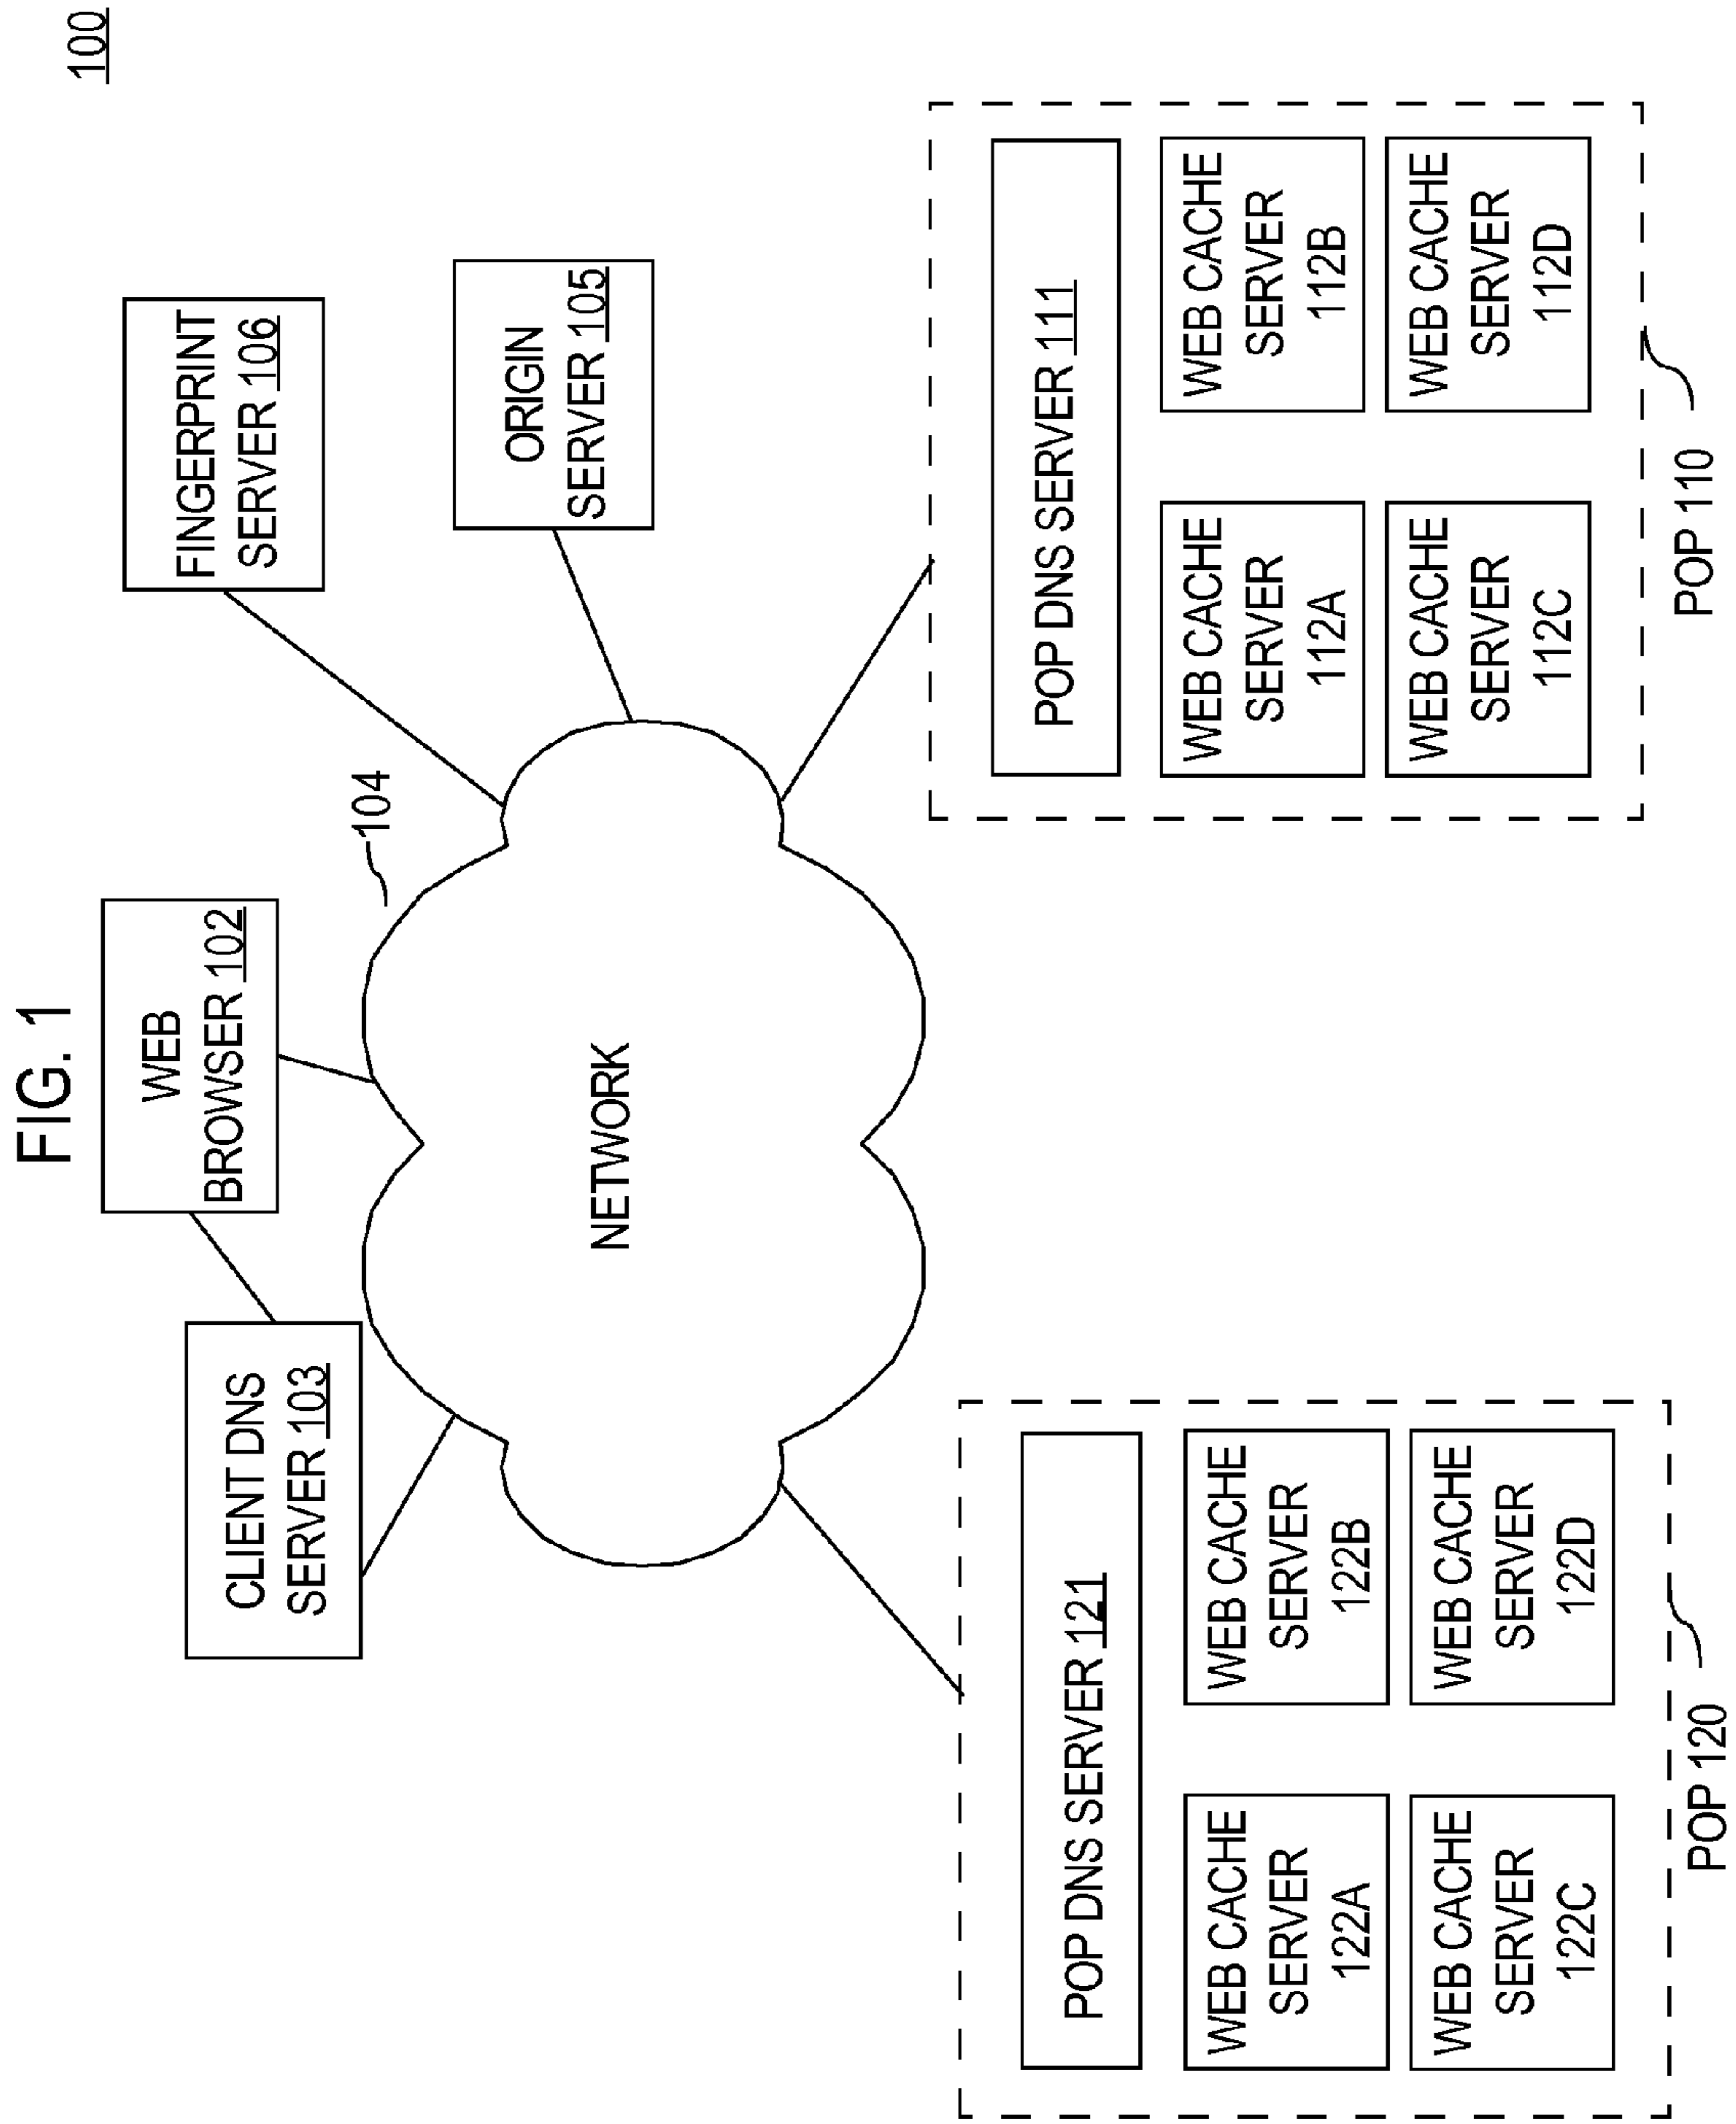 FIG. 1
100
WEB
BROWSER 102
CLIENT DNS
SERVER 103
FINGERPRINT
SERVER 106
104
ORIGIN
SERVER 105
NETWORK
POP DNS SERVER 121
WEB CACHE
SERVER
122A
WEB CACHE
SERVER
122B
WEB CACHE
SERVER
122C
WEB CACHE
SERVER
122D
POP 120
POP DNS SERVER 111
WEB CACHE
SERVER
112A
WEB CACHE
SERVER
112B
WEB CACHE
SERVER
112C
WEB CACHE
SERVER
112D
POP 110